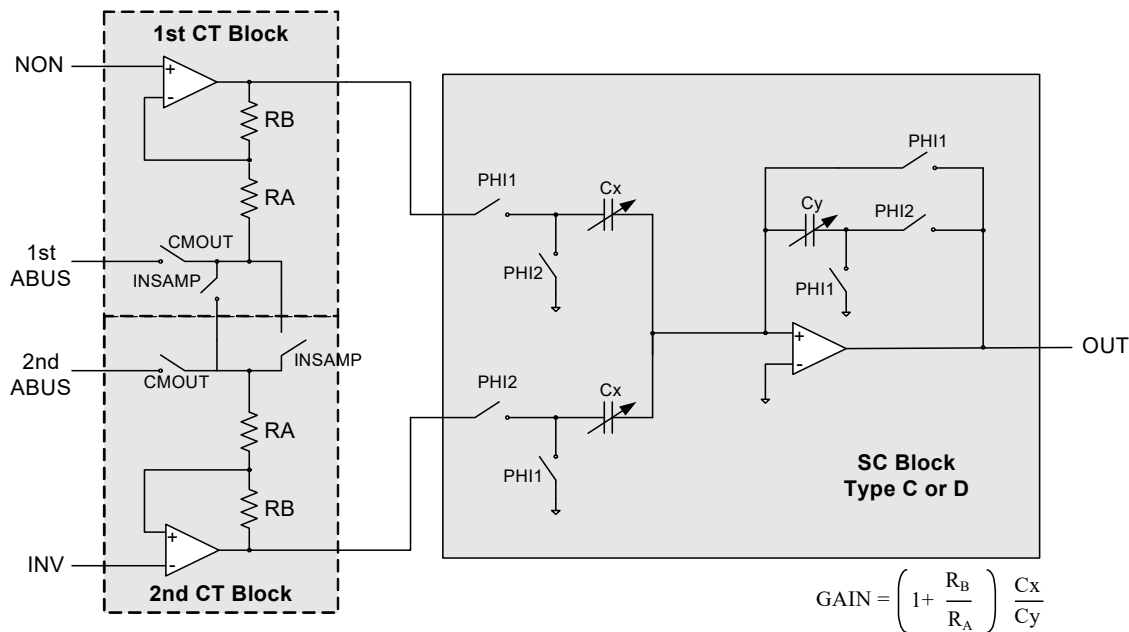 1st CT Block
NON
+
-
RB
RA
1st
ABUS
CMOUT
INSAMP
2nd
ABUS
CMOUT
INSAMP
RA
RB
+
-
INV
2nd CT Block
PHI1
Cx
PHI2
PHI2
Cx
PHI1
PHI1
Cy
PHI2
PHI1
+
-
OUT
SC Block
Type C or D
GAIN = ( 1+ R_B / R_A ) Cx / Cy